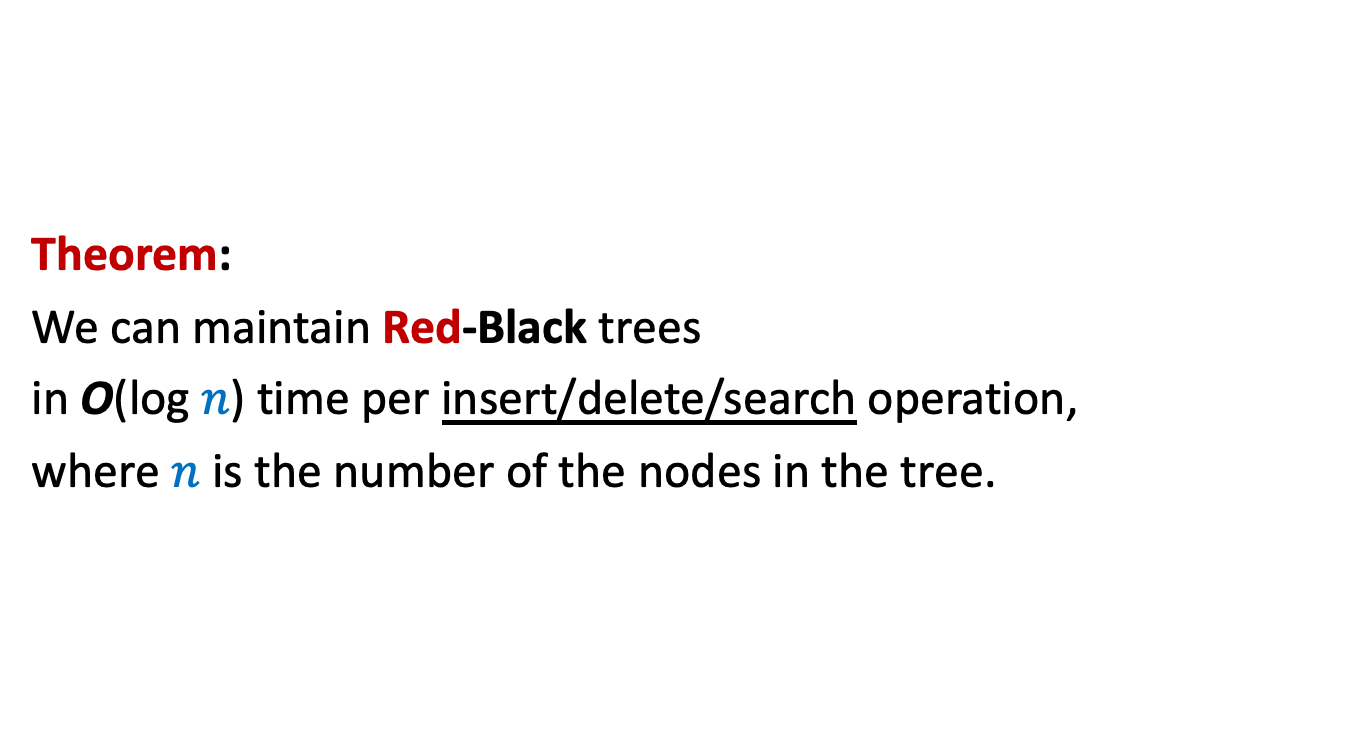 Theorem:
We can maintain Red-Black trees
in O(log n) time per insert/delete/search operation,
where n is the number of the nodes in the tree.